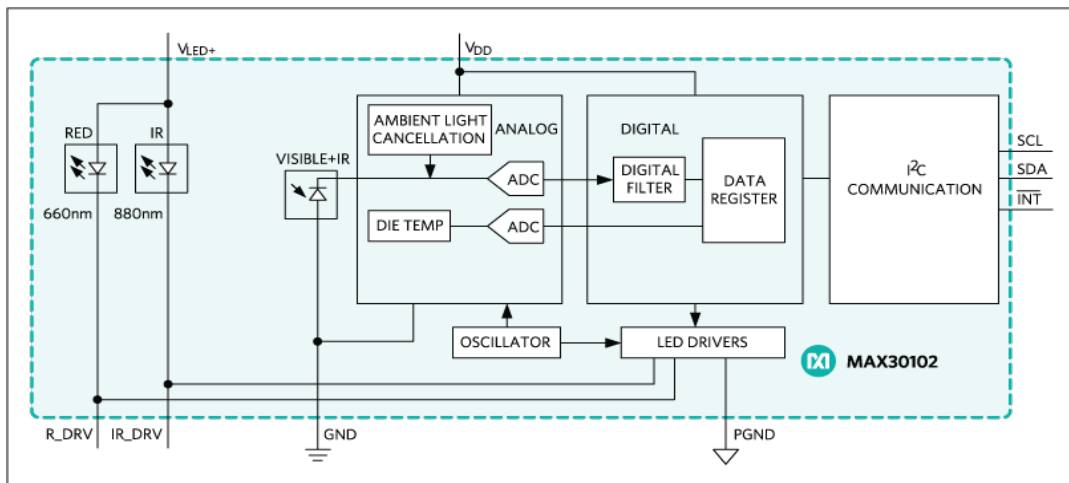 VLED+
VDD
RED
IR
660nm
880nm
VISIBLE+IR
AMBIENT LIGHT
CANCELLATION
ANALOG
ADC
DIE TEMP
ADC
DIGITAL
DIGITAL
FILTER
DATA
REGISTER
I²C
COMMUNICATION
SCL
SDA
INT
OSCILLATOR
LED DRIVERS
MAX30102
R_DRV
IR_DRV
GND
PGND